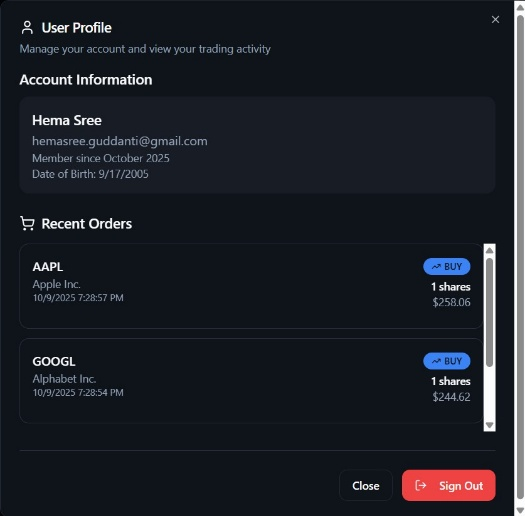 User Profile
Manage your account and view your trading activity
Account Information
Hema Sree
hemasree.guddanti@gmail.com
Member since October 2025
Date of Birth: 9/17/2005
Recent Orders
AAPL
BUY
Apple Inc.
1 shares
10/9/2025 7:28:57 PM
$258.06
GOOGL
BUY
Alphabet Inc.
1 shares
10/9/2025 7:28:54 PM
$244.62
Close
Sign Out